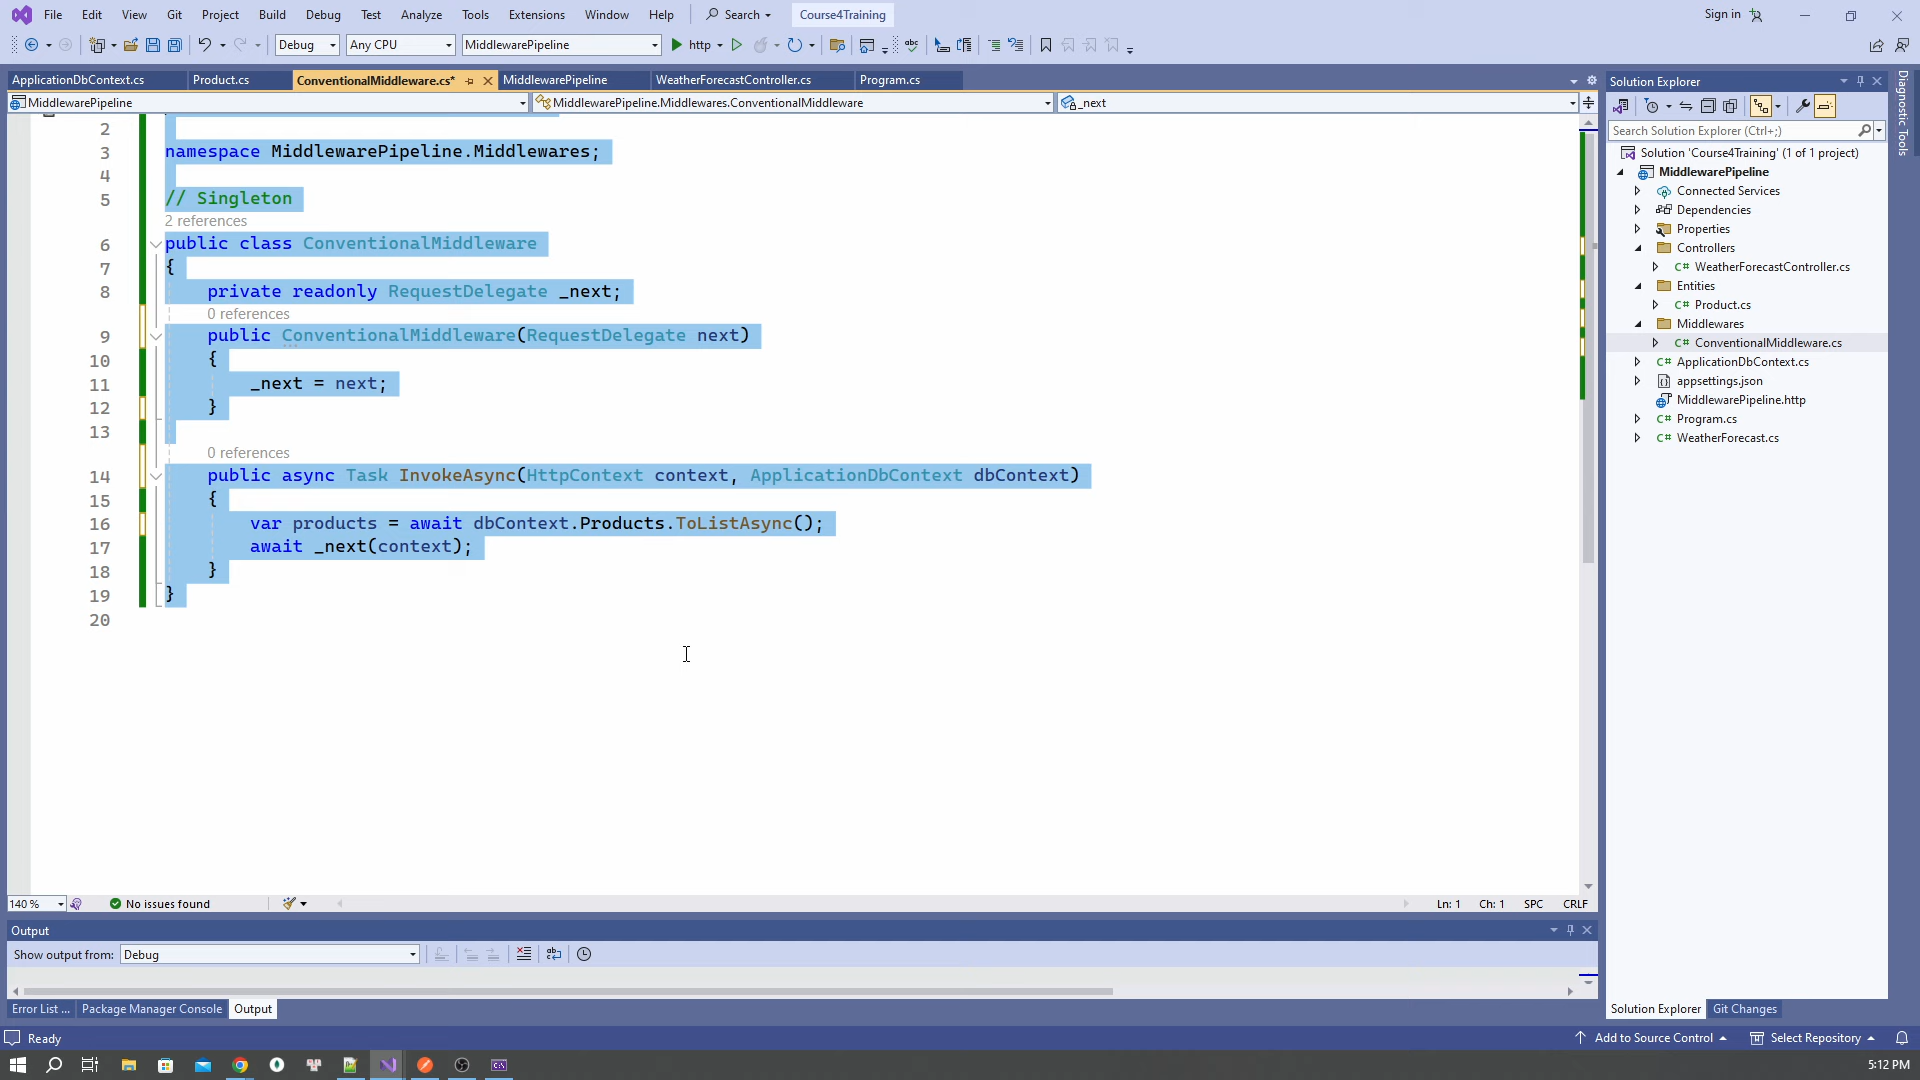 File Edit View Git Project Build Debug Test Analyze Tools Extensions Window Help Search Course4Training Sign in
Debug Any CPU MiddlewarePipeline http
ApplicationDbContext.cs Product.cs ConventionalMiddleware.cs* MiddlewarePipeline WeatherForecastController.cs Program.cs
MiddlewarePipeline MiddlewarePipeline.Middlewares.ConventionalMiddleware _next
2
3 namespace MiddlewarePipeline.Middlewares;
4
5 // Singleton
2 references
6 public class ConventionalMiddleware
7 {
8 private readonly RequestDelegate _next;
0 references
9 public ConventionalMiddleware(RequestDelegate next)
10 {
11 _next = next;
12 }
13
0 references
14 public async Task InvokeAsync(HttpContext context, ApplicationDbContext dbContext)
15 {
16 var products = await dbContext.Products.ToListAsync();
17 await _next(context);
18 }
19 }
20
140 % No issues found Ln: 1 Ch: 1 SPC CRLF
Output
Show output from: Debug
Error List ... Package Manager Console Output
Solution Explorer
Search Solution Explorer (Ctrl+;)
Solution 'Course4Training' (1 of 1 project)
MiddlewarePipeline
Connected Services
Dependencies
Properties
Controllers
C# WeatherForecastController.cs
Entities
C# Product.cs
Middlewares
C# ConventionalMiddleware.cs
C# ApplicationDbContext.cs
appsettings.json
MiddlewarePipeline.http
C# Program.cs
C# WeatherForecast.cs
Solution Explorer Git Changes
Diagnostic Tools
Ready Add to Source Control Select Repository
5:12 PM